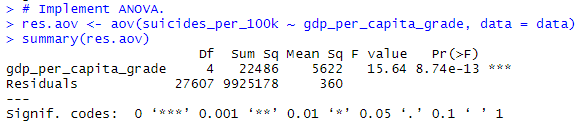 > # Implement ANOVA.
> res.aov <- aov(suicides_per_100k ~ gdp_per_capita_grade, data = data)
> summary(res.aov)
                        Df  Sum Sq Mean Sq F value   Pr(>F)    
gdp_per_capita_grade     4   22486    5622   15.64 8.74e-13 ***
Residuals            27607 9925178     360                     
---
Signif. codes:  0 ‘***’ 0.001 ‘**’ 0.01 ‘*’ 0.05 ‘.’ 0.1 ‘ ’ 1